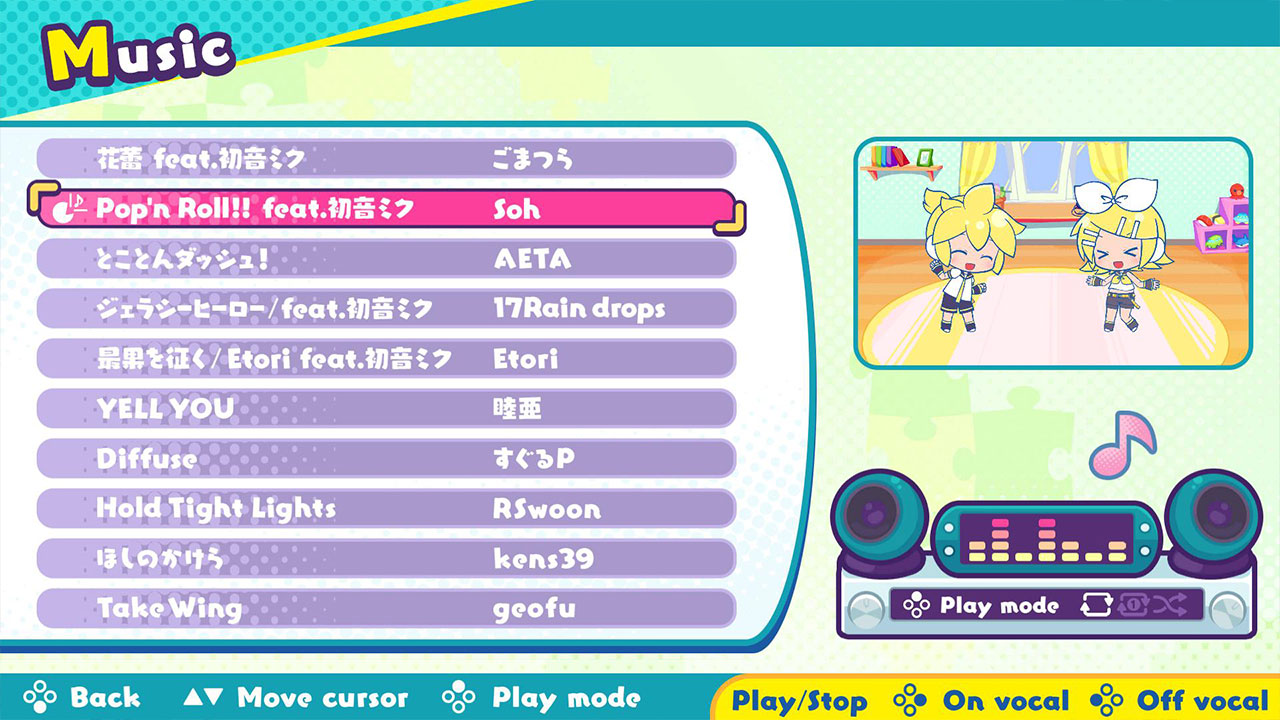 Music
花蕾 feat.初音ミク ごまつら
Pop'n Roll!! feat.初音ミク Soh
とことんダッシュ! AETA
ジェラシーヒーロー/feat.初音ミク 17Rain drops
最果を征く/Etori feat.初音ミク Etori
YELL YOU 睦亜
Diffuse すぐるP
Hold Tight Lights RSwoon
ほしのかけら kens39
Take Wing geofu
Play mode
Back Move cursor Play mode Play/Stop On vocal Off vocal